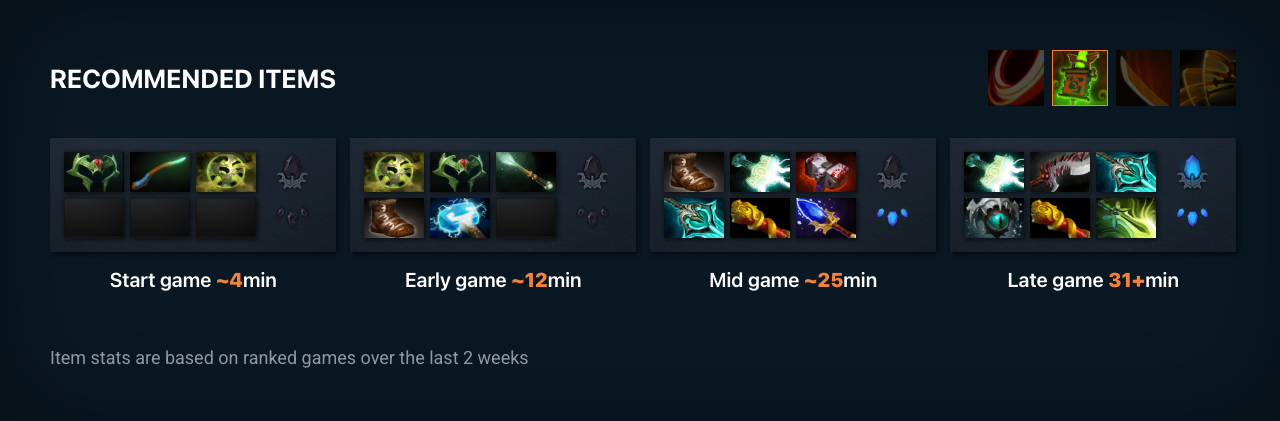 RECOMMENDED ITEMS
Start game ~4min
Early game ~12min
Mid game ~25min
Late game 31+min
Item stats are based on ranked games over the last 2 weeks